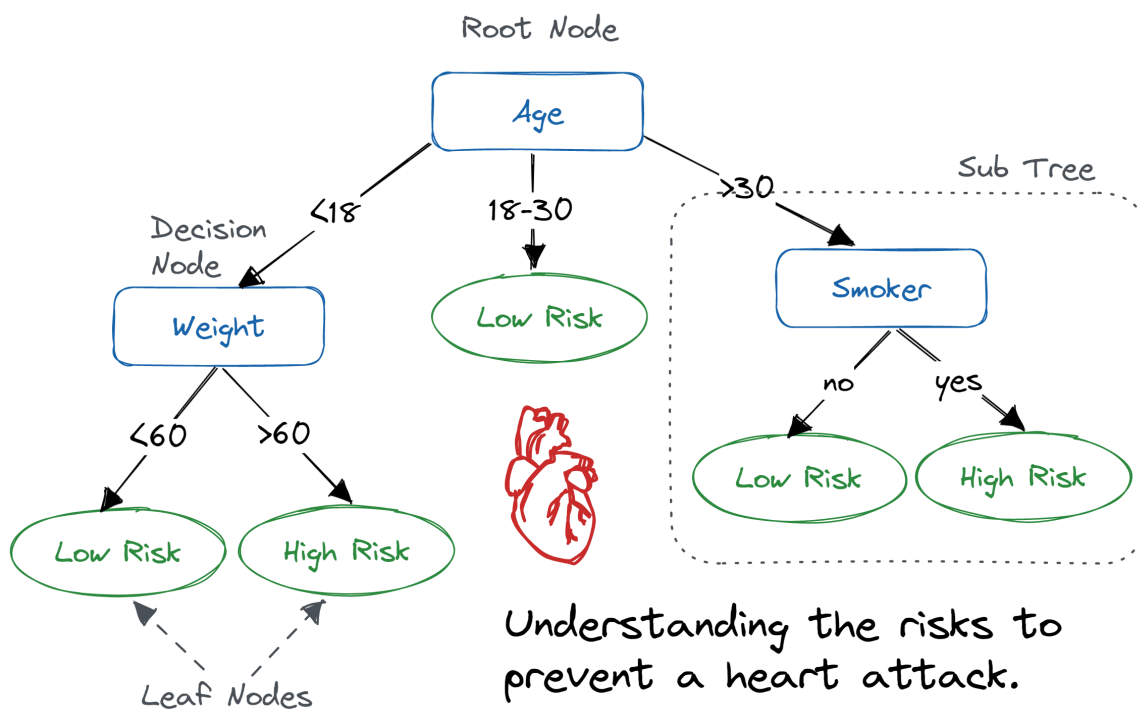 Root Node
Age
Sub Tree
<18
18-30
>30
Decision
Node
Weight
Low Risk
Smoker
<60
>60
no
yes
Low Risk
High Risk
Low Risk
High Risk
Leaf Nodes
Understanding the risks to
prevent a heart attack.